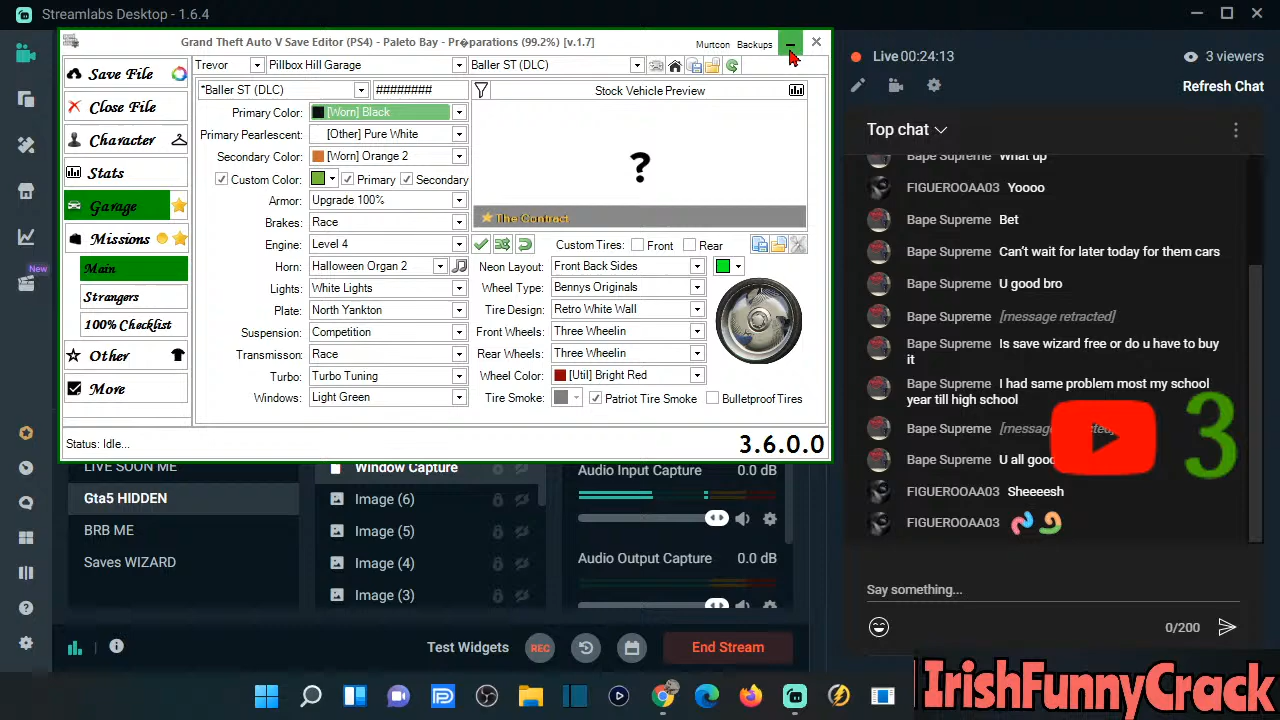 Streamlabs Desktop - 1.6.4
Grand Theft Auto V Save Editor (PS4) - Paleto Bay - Pr�parations (99.2%) [v.1.7]
Murtcon
Backups
Save File
Close File
Character
Stats
Garage
Missions
Main
Strangers
100% Checklist
Other
More
Trevor
Pillbox Hill Garage
Baller ST (DLC)
*Baller ST (DLC)
########
Stock Vehicle Preview
Primary Color: [Worn] Black
Primary Pearlescent: [Other] Pure White
Secondary Color: [Worn] Orange 2
Custom Color: Primary Secondary
Armor: Upgrade 100%
Brakes: Race
Engine: Level 4
Horn: Halloween Organ 2
Lights: White Lights
Plate: North Yankton
Suspension: Competition
Transmisson: Race
Turbo: Turbo Tuning
Windows: Light Green
?
The Contract
Custom Tires: Front Rear
Neon Layout: Front Back Sides
Wheel Type: Bennys Originals
Tire Design: Retro White Wall
Front Wheels: Three Wheelin
Rear Wheels: Three Wheelin
Wheel Color: [Util] Bright Red
Tire Smoke: Patriot Tire Smoke Bulletproof Tires
Status: Idle...
3.6.0.0
New
LIVE SOON ME
Gta5 HIDDEN
BRB ME
Saves WIZARD
Window Capture
Image (6)
Image (5)
Image (4)
Image (3)
Audio Input Capture 0.0 dB
Audio Output Capture 0.0 dB
Test Widgets
REC
End Stream
Live 00:24:13
3 viewers
Refresh Chat
Top chat
Bape Supreme What up
FIGUEROOAA03 Yoooo
Bape Supreme Bet
Bape Supreme Can't wait for later today for them cars
Bape Supreme U good bro
Bape Supreme [message retracted]
Bape Supreme Is save wizard free or do u have to buy
it
Bape Supreme I had same problem most my school
year till high school
Bape Supreme
Bape Supreme U all good
FIGUEROOAA03 Sheeeesh
FIGUEROOAA03
3
Say something...
0/200
IrishFunnyCrack